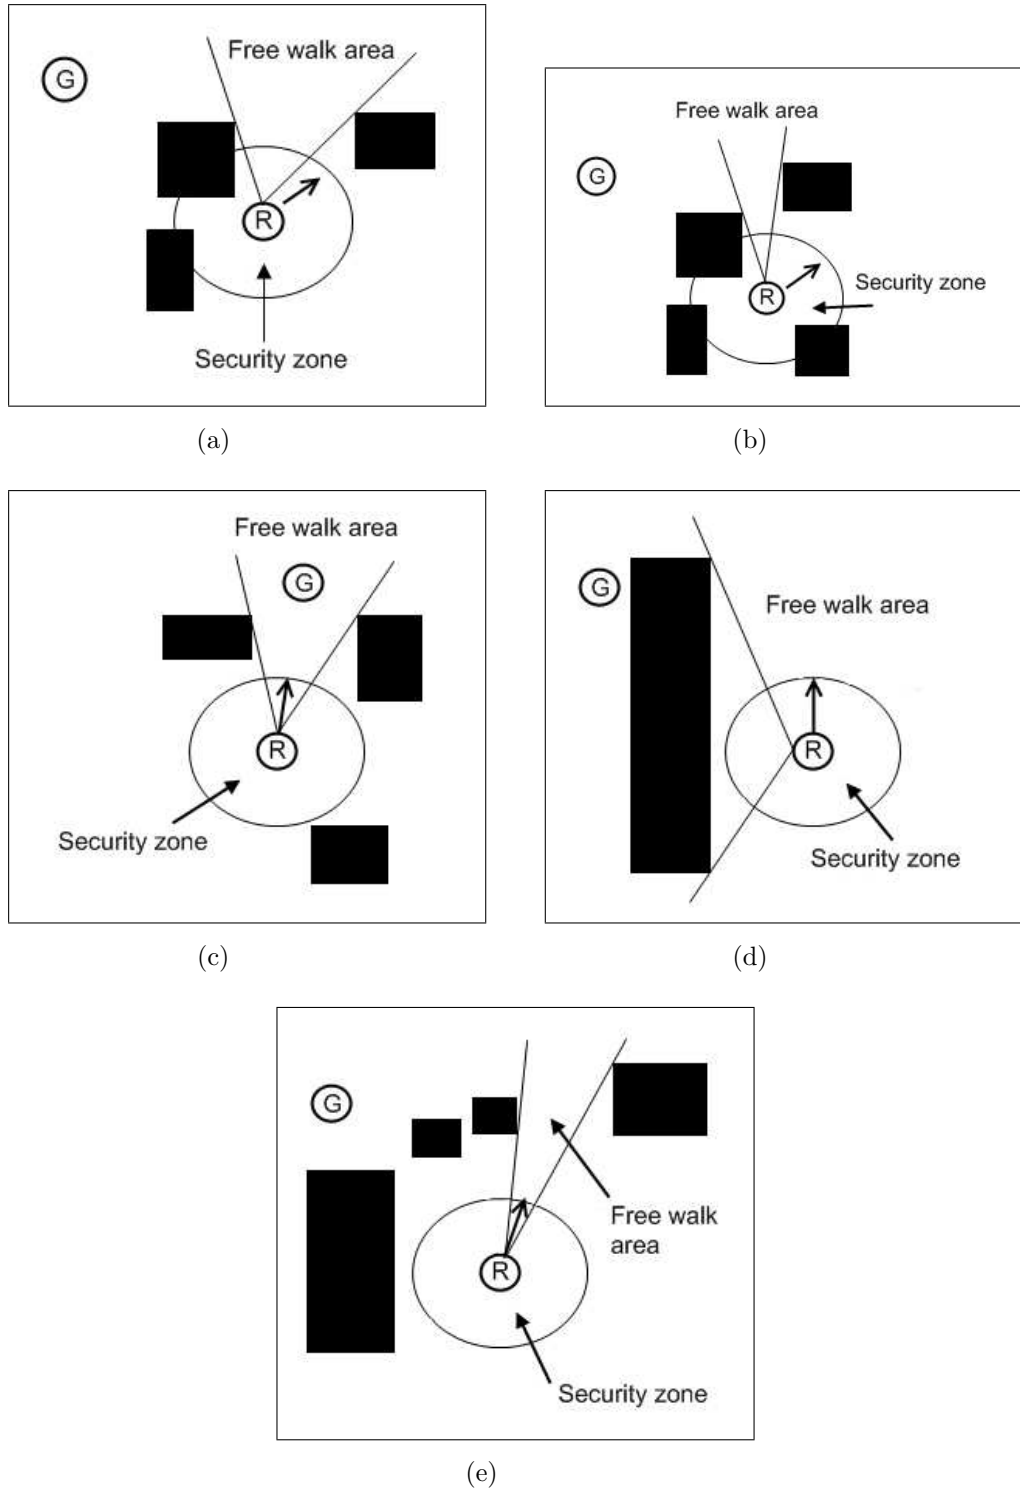 Free walk area
G
R
Security zone
(a)
Free walk area
G
R
Security zone
(b)
Free walk area
G
R
Security zone
(c)
G
Free walk area
R
Security zone
(d)
G
Free walk
area
R
Security zone
(e)